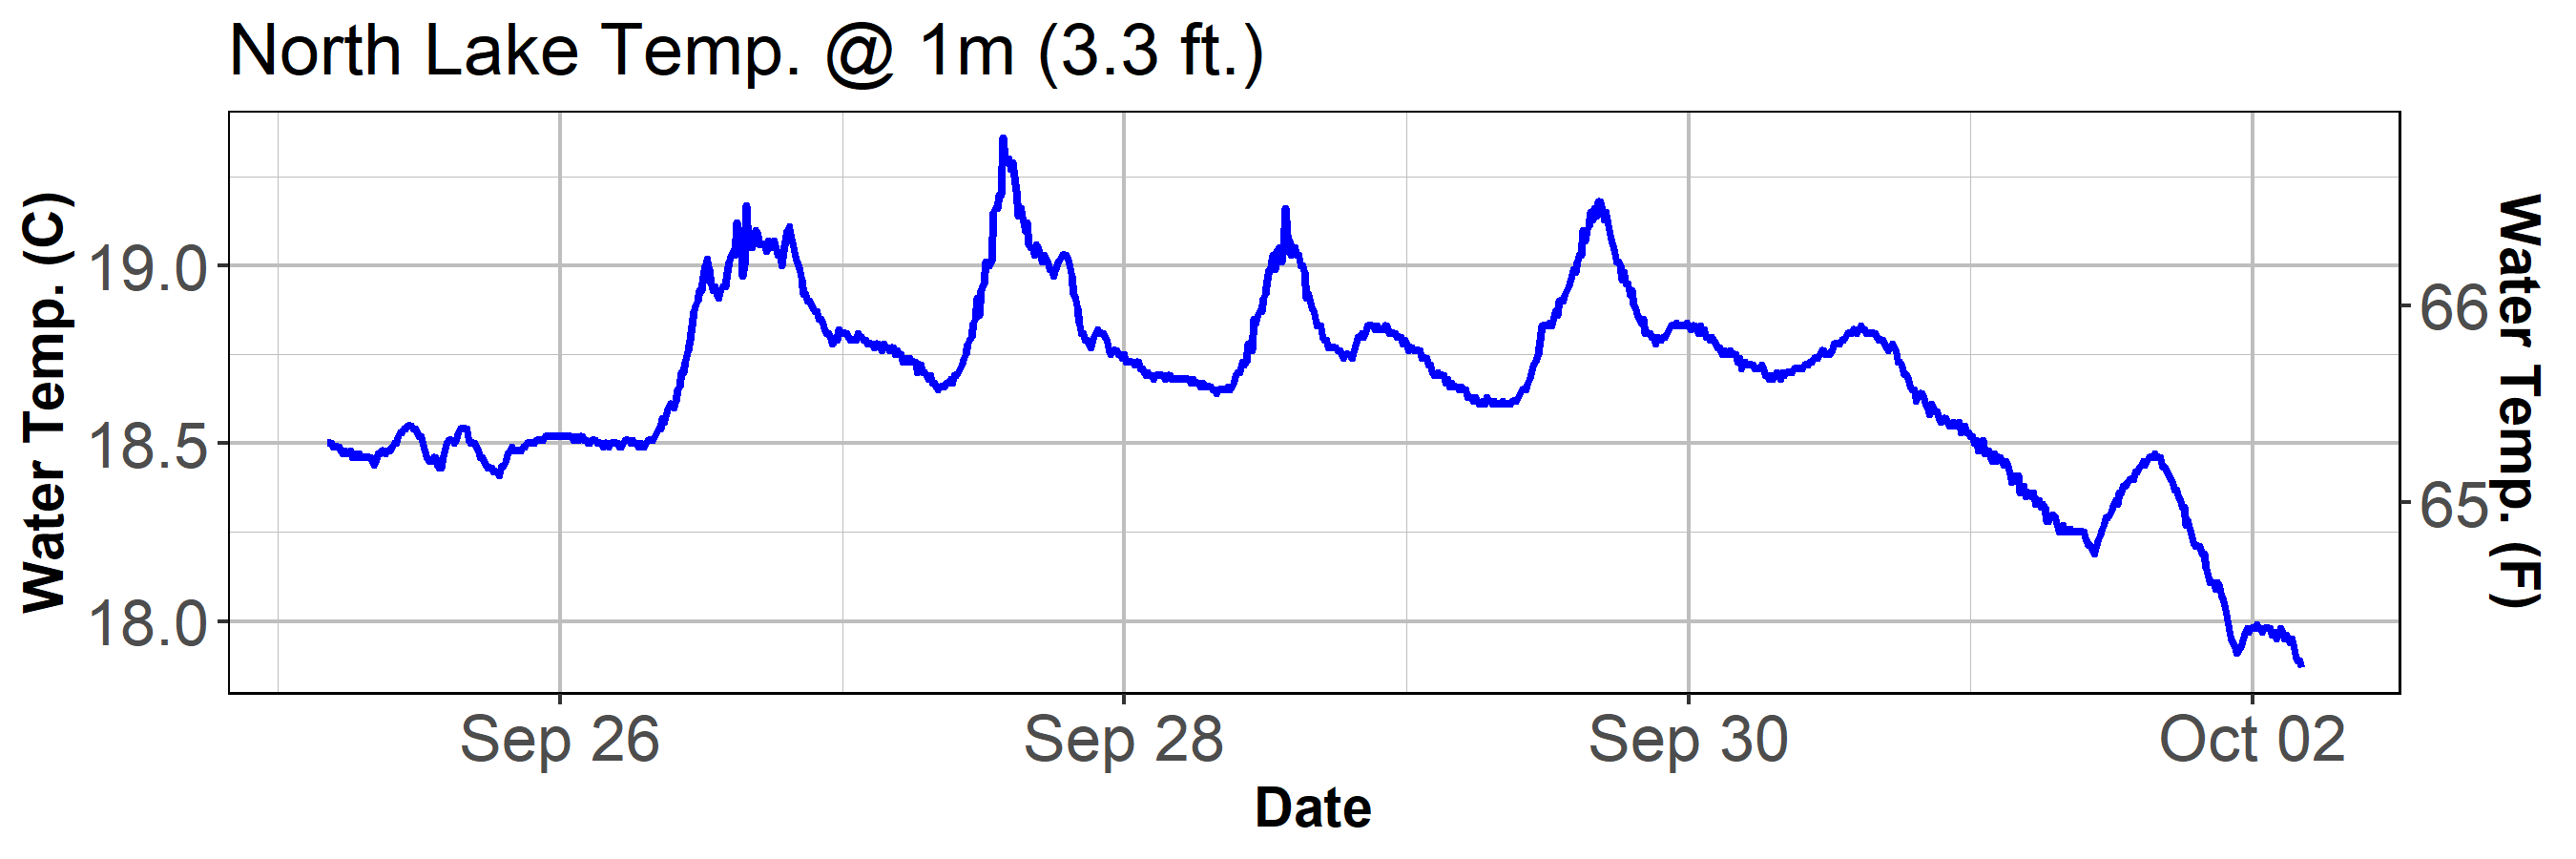 North Lake Temp. @ 1m (3.3 ft.)
Water Temp. (C)
19.0
18.5
18.0
66
65
Water Temp. (F)
Sep 26
Sep 28
Sep 30
Oct 02
Date